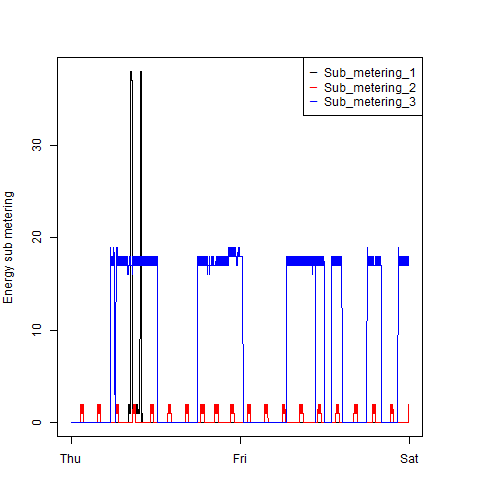 Sub_metering_1
Sub_metering_2
Sub_metering_3
Energy sub metering
30
20
10
0
Thu
Fri
Sat